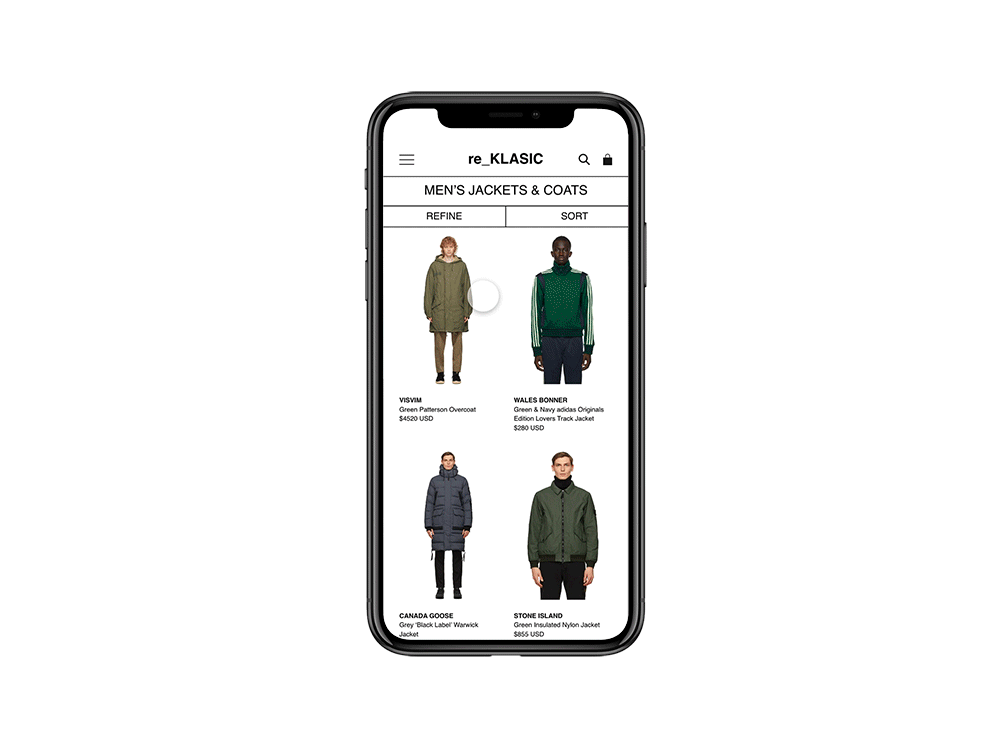 re_KLASIC
MEN'S JACKETS & COATS
REFINE
SORT
VISVIM
Green Patterson Overcoat
$4520 USD
WALES BONNER
Green & Navy adidas Originals
Edition Lovers Track Jacket
$280 USD
CANADA GOOSE
Grey 'Black Label' Warwick
Jacket
STONE ISLAND
Green Insulated Nylon Jacket
$855 USD